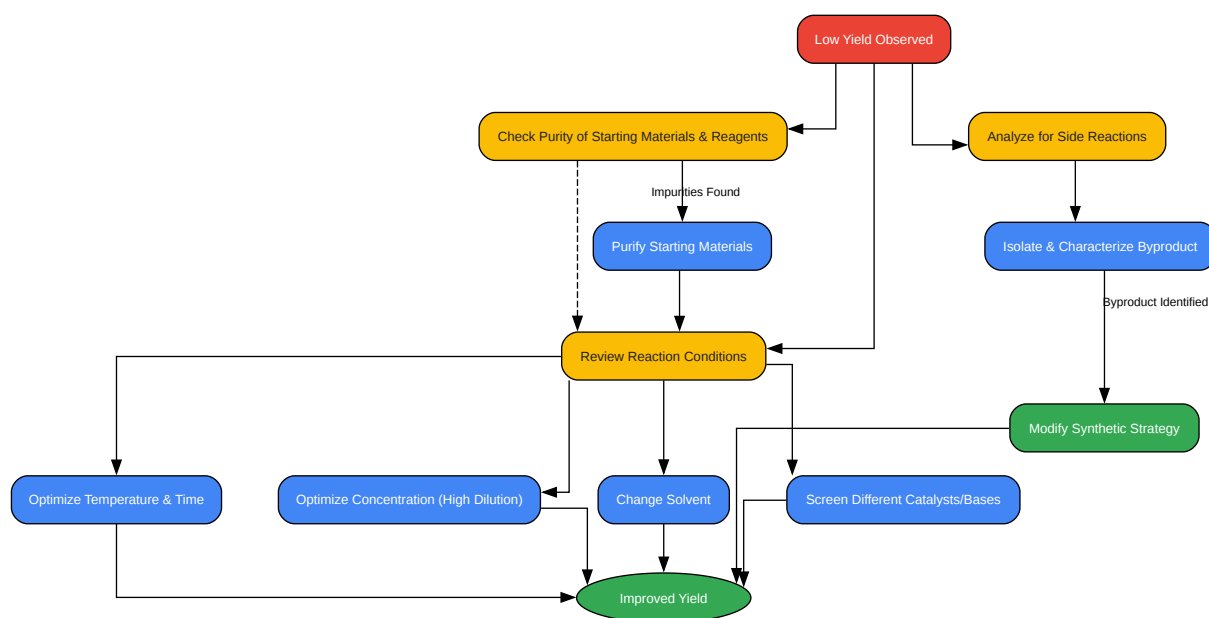 Low Yield Observed
Check Purity of Starting Materials & Reagents
Analyze for Side Reactions
Impurities Found
Purify Starting Materials
Isolate & Characterize Byproduct
Byproduct Identified
Review Reaction Conditions
Modify Synthetic Strategy
Optimize Temperature & Time
Optimize Concentration (High Dilution)
Change Solvent
Screen Different Catalysts/Bases
Improved Yield